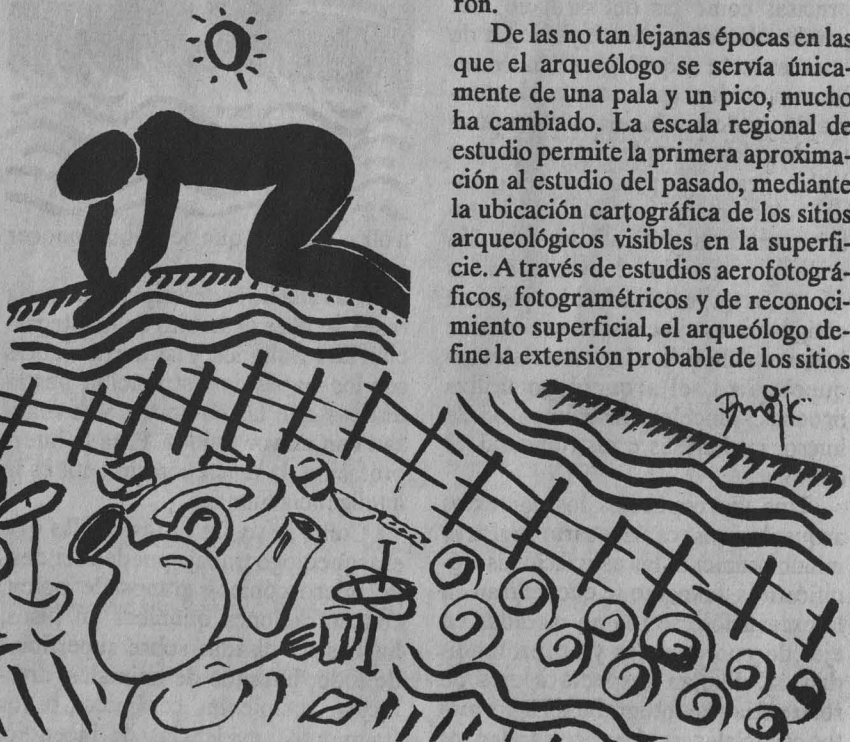 ron.
De las no tan lejanas épocas en las
que el arqueólogo se servía única-
mente de una pala y un pico, mucho
ha cambiado. La escala regional de
estudio permite la primera aproxima-
ción al estudio del pasado, mediante
la ubicación cartográfica de los sitios
arqueológicos visibles en la superfi-
cie. A través de estudios aerofotográ-
ficos, fotogramétricos y de reconoci-
miento superficial, el arqueólogo de-
fine la extensión probable de los sitios